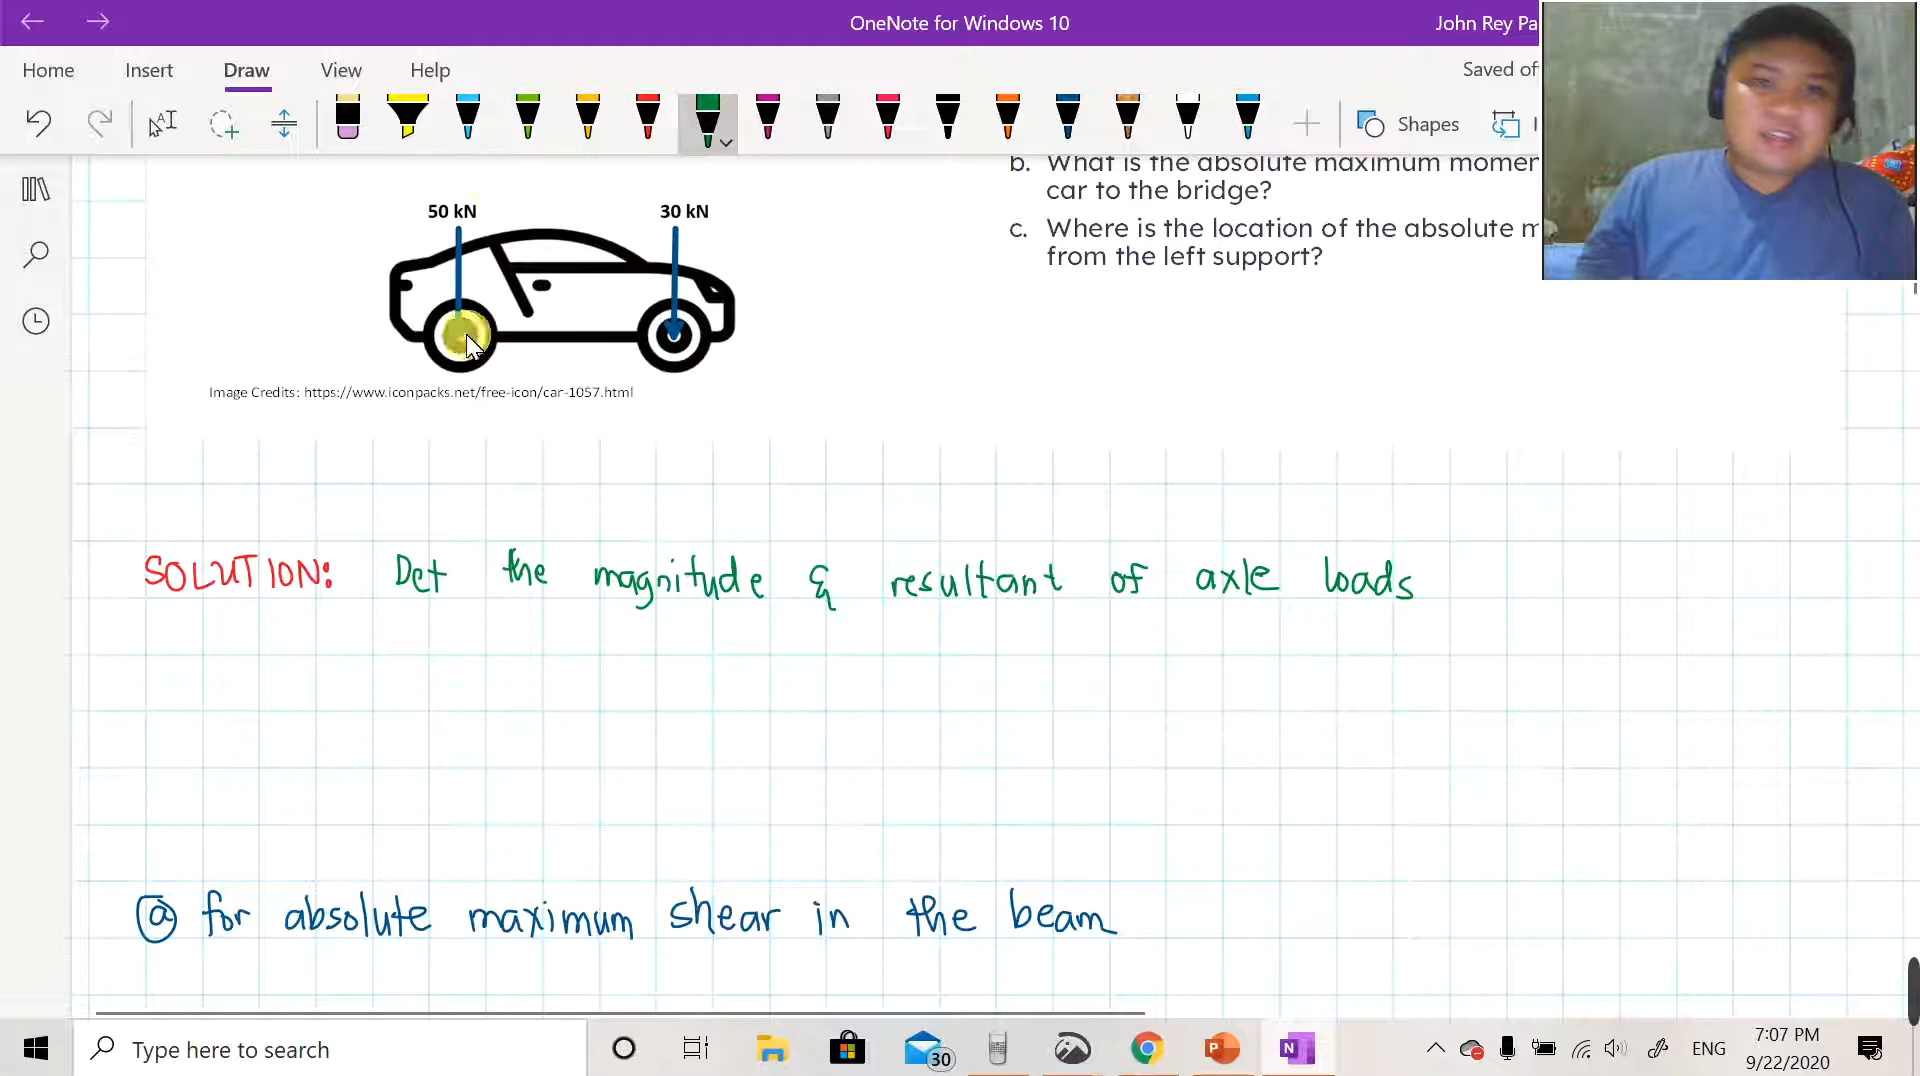 OneNote for Windows 10
John Rey Pa
Home Insert Draw View Help
Saved of
Shapes
I
b. What is the absolute maximum momen
car to the bridge?
c. Where is the location of the absolute m
from the left support?
50 kN 30 kN
Image Credits: https://www.iconpacks.net/free-icon/car-1057.html
SOLUTION: Det the magnitude & resultant of axle loads
a for absolute maximum shear in the beam
Type here to search
30
ENG
7:07 PM
9/22/2020